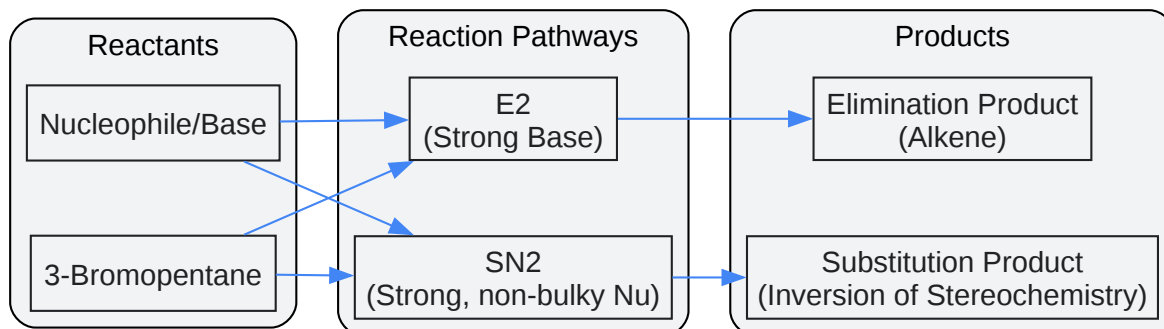 Reactants
Nucleophile/Base
3-Bromopentane
Reaction Pathways
E2
(Strong Base)
SN2
(Strong, non-bulky Nu)
Products
Elimination Product
(Alkene)
Substitution Product
(Inversion of Stereochemistry)